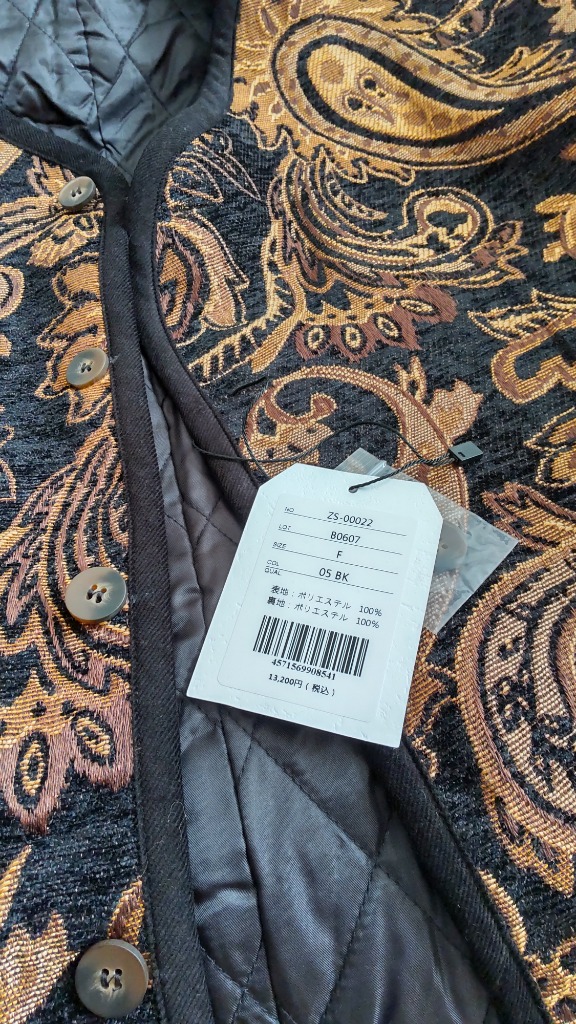 NO ZS-00022
LOT B0607
SIZE F
COL
QUAL 05 BK
表地：ポリエステル 100%
裏地：ポリエステル 100%
4571569908541
13,200円（税込）